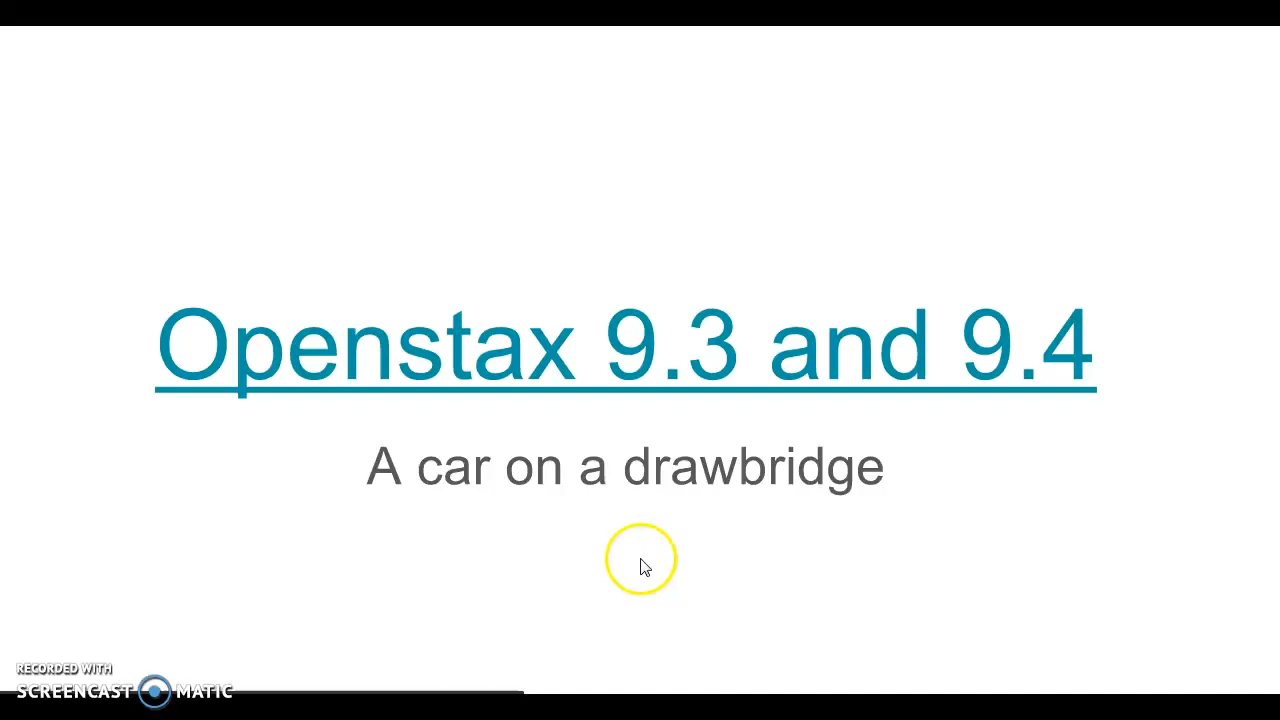 Openstax 9.3 and 9.4
A car on a drawbridge
RECORDED WITH
SCREENCAST MATIC